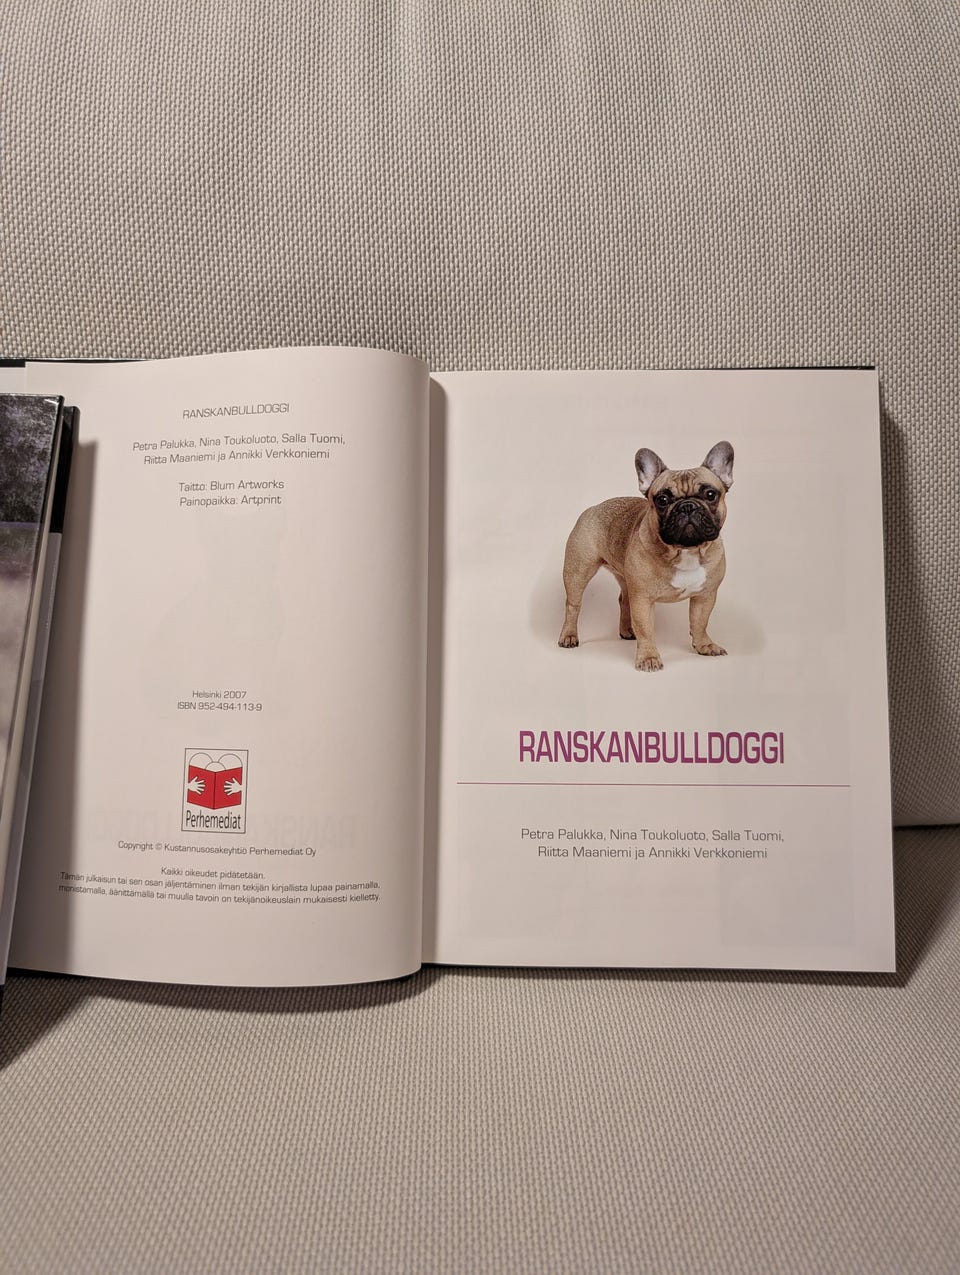 RANSKANBULLDOGGI
Petra Palukka, Nina Toukoluoto, Salla Tuomi,
Riitta Maaniemi ja Annikki Verkkoniemi
Taitto: Blum Artworks
Painopaikka: Artprint
Helsinki 2007
ISBN 952-494-113-9
Perhemediat
Copyright © Kustannusosakeyhtiö Perhemediat Oy
Kaikki oikeudet pidätetään.
Tämän julkaisun tai sen osan jäljentäminen ilman tekijän kirjallista lupaa painamalla,
monistamalla, äänittämällä tai muulla tavoin on tekijänoikeuslain mukaisesti kielletty.
RANSKANBULLDOGGI
Petra Palukka, Nina Toukoluoto, Salla Tuomi,
Riitta Maaniemi ja Annikki Verkkoniemi